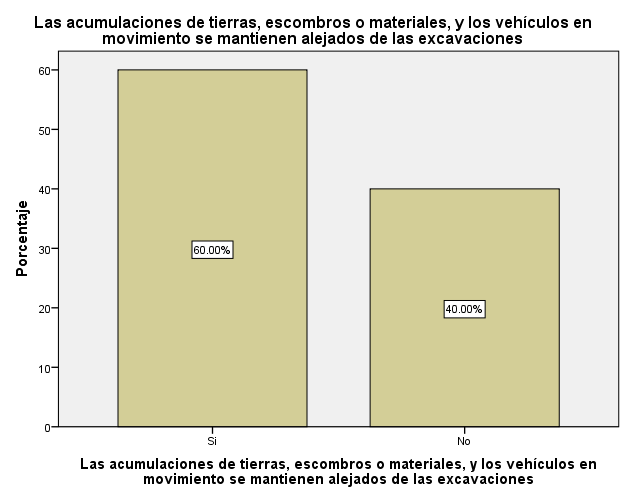 Las acumulaciones de tierras, escombros o materiales, y los vehículos en
movimiento se mantienen alejados de las excavaciones
60
50
40
30
20
10
0
Porcentaje
60.00%
40.00%
Si
No
Las acumulaciones de tierras, escombros o materiales, y los vehículos en
movimiento se mantienen alejados de las excavaciones